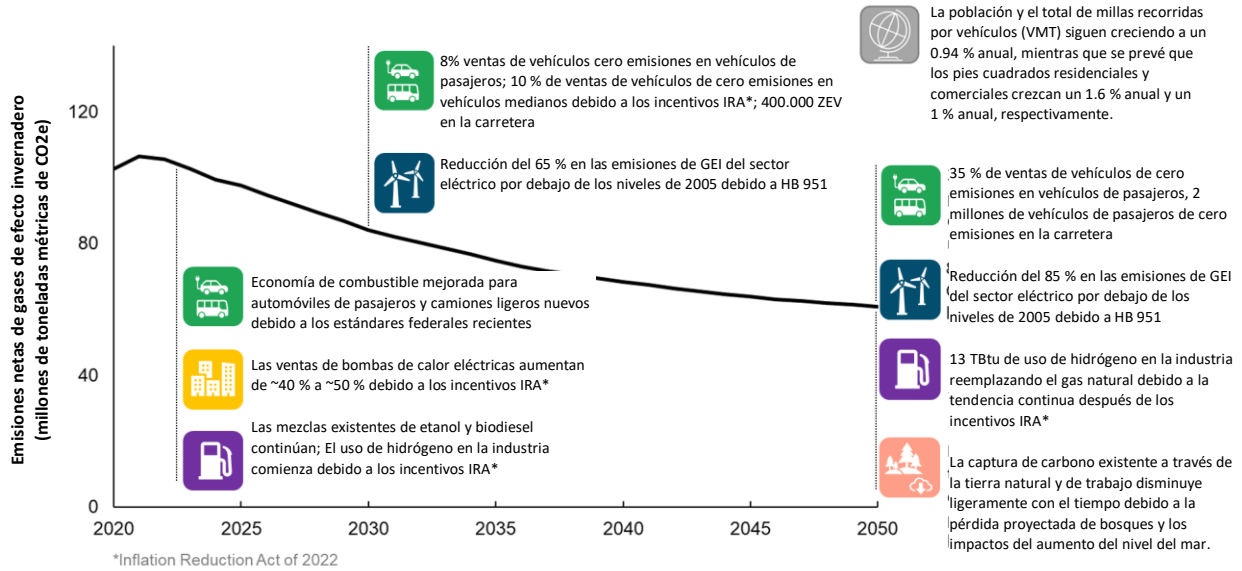 La población y el total de millas recorridas
por vehículos (VMT) siguen creciendo a un
0.94 % anual, mientras que se prevé que
los pies cuadrados residenciales y
comerciales crezcan un 1.6 % anual y un
1 % anual, respectivamente.
Emisiones netas de gases de efecto invernadero
(millones de toneladas métricas de CO2e)
120
80
40
0
8% ventas de vehículos cero emisiones en vehículos de
pasajeros; 10 % de ventas de vehículos de cero emisiones en
vehículos medianos debido a los incentivos IRA*; 400.000 ZEV
en la carretera
Reducción del 65 % en las emisiones de GEI del sector
eléctrico por debajo de los niveles de 2005 debido a HB 951
Economía de combustible mejorada para
automóviles de pasajeros y camiones ligeros nuevos
debido a los estándares federales recientes
Las ventas de bombas de calor eléctricas aumentan
de ~40 % a ~50 % debido a los incentivos IRA*
Las mezclas existentes de etanol y biodiesel
continúan; El uso de hidrógeno en la industria
comienza debido a los incentivos IRA*
35 % de ventas de vehículos de cero
emisiones en vehículos de pasajeros, 2
millones de vehículos de pasajeros de cero
emisiones en la carretera
Reducción del 85 % en las emisiones de GEI
del sector eléctrico por debajo de los
niveles de 2005 debido a HB 951
13 TBtu de uso de hidrógeno en la industria
reemplazando el gas natural debido a la
tendencia continua después de los
incentivos IRA*
La captura de carbono existente a través de
la tierra natural y de trabajo disminuye
ligeramente con el tiempo debido a la
pérdida proyectada de bosques y los
impactos del aumento del nivel del mar.
2020 2025 2030 2035 2040 2045 2050
*Inflation Reduction Act of 2022